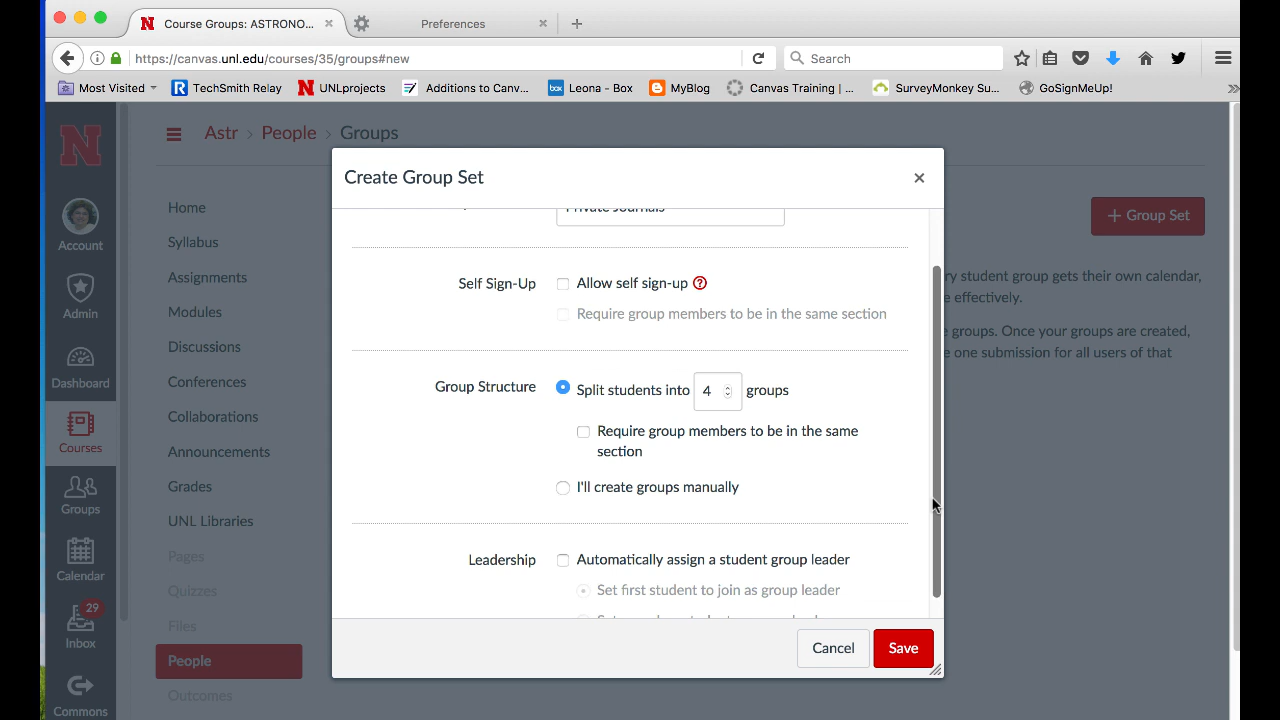 Course Groups: ASTRONO...
Preferences
https://canvas.unl.edu/courses/35/groups#new
Search
Most Visited
TechSmith Relay
UNLprojects
Additions to Canv...
Leona - Box
MyBlog
Canvas Training | ...
SurveyMonkey Su...
GoSignMeUp!
N
Account
Admin
Dashboard
Courses
Groups
Calendar
29
Inbox
Commons
Astr > People > Groups
Home
Syllabus
Assignments
Modules
Discussions
Conferences
Collaborations
Announcements
Grades
UNL Libraries
Pages
Quizzes
Files
People
Outcomes
+ Group Set
ry student group gets their own calendar,
e effectively.
e groups. Once your groups are created,
e one submission for all users of that
Create Group Set
Private Journals
Self Sign-Up
Allow self sign-up
Require group members to be in the same section
Group Structure
Split students into 4 groups
Require group members to be in the same
section
I'll create groups manually
Leadership
Automatically assign a student group leader
Set first student to join as group leader
Cancel
Save